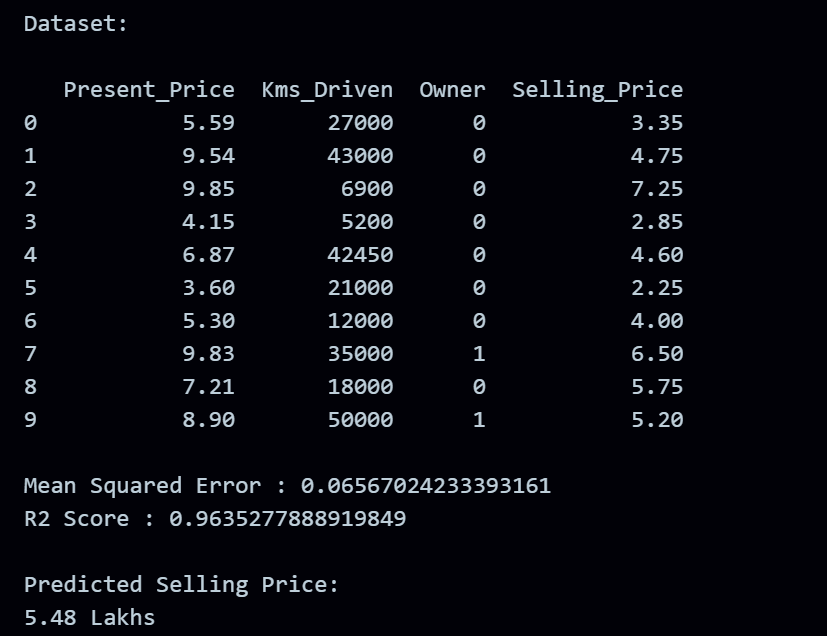 Dataset:
   Present_Price  Kms_Driven  Owner  Selling_Price
0           5.59       27000      0           3.35
1           9.54       43000      0           4.75
2           9.85        6900      0           7.25
3           4.15        5200      0           2.85
4           6.87       42450      0           4.60
5           3.60       21000      0           2.25
6           5.30       12000      0           4.00
7           9.83       35000      1           6.50
8           7.21       18000      0           5.75
9           8.90       50000      1           5.20
Mean Squared Error : 0.06567024233393161
R2 Score : 0.9635277888919849
Predicted Selling Price:
5.48 Lakhs